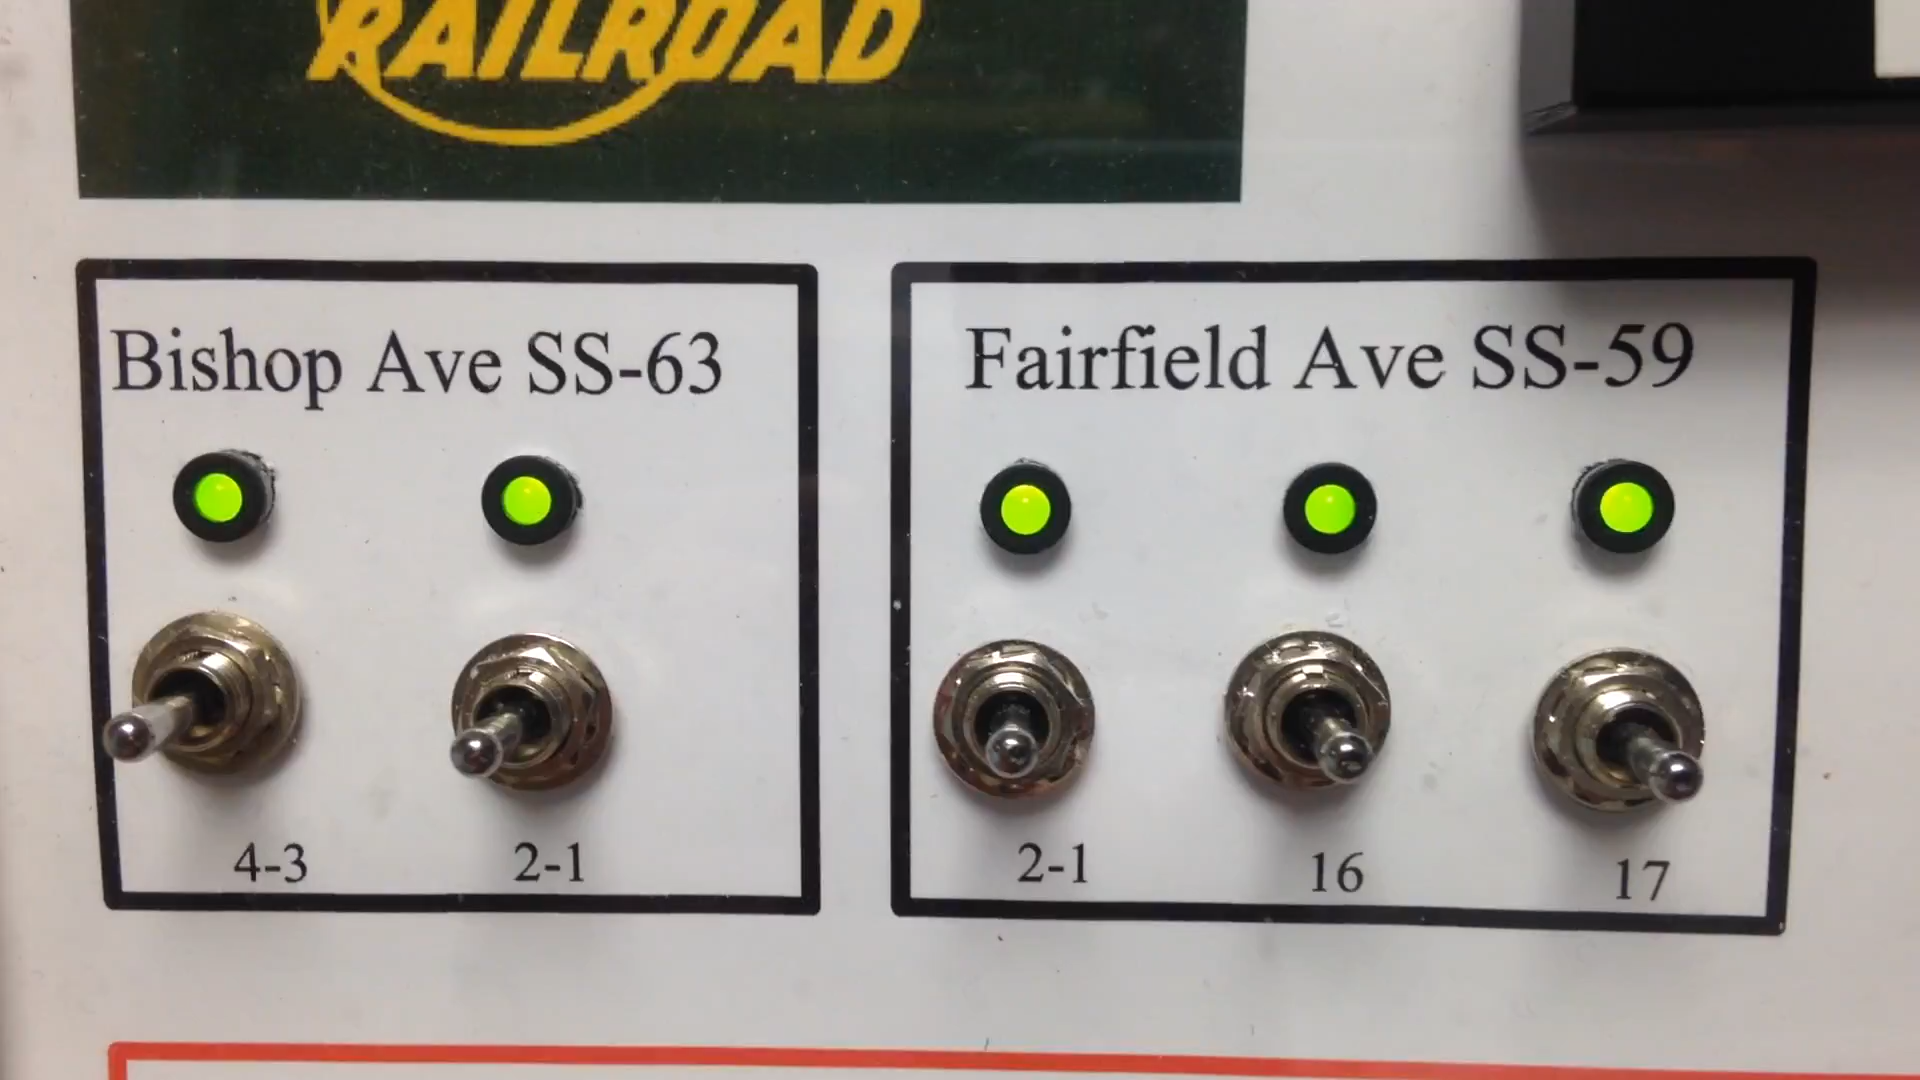 RAILROAD
Bishop Ave SS-63
4-3 2-1
Fairfield Ave SS-59
2-1 16 17